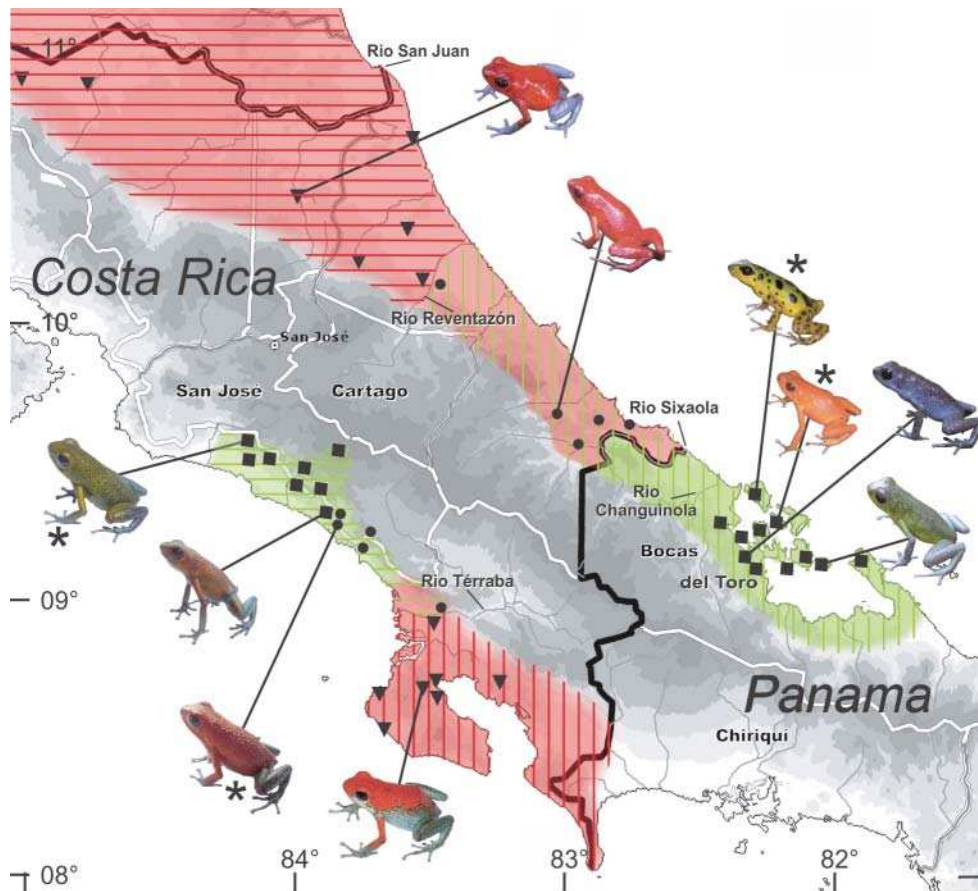 11°
Rio San Juan
*
Costa Rica
10°
Rio Reventazón
San José
San José
Cartago
*
Rio Sixaola
Rio
Changuinola
Bocas
del Toro
*
09°
Rio Térraba
Panama
Chiriqui
*
84°
83°
82°
08°